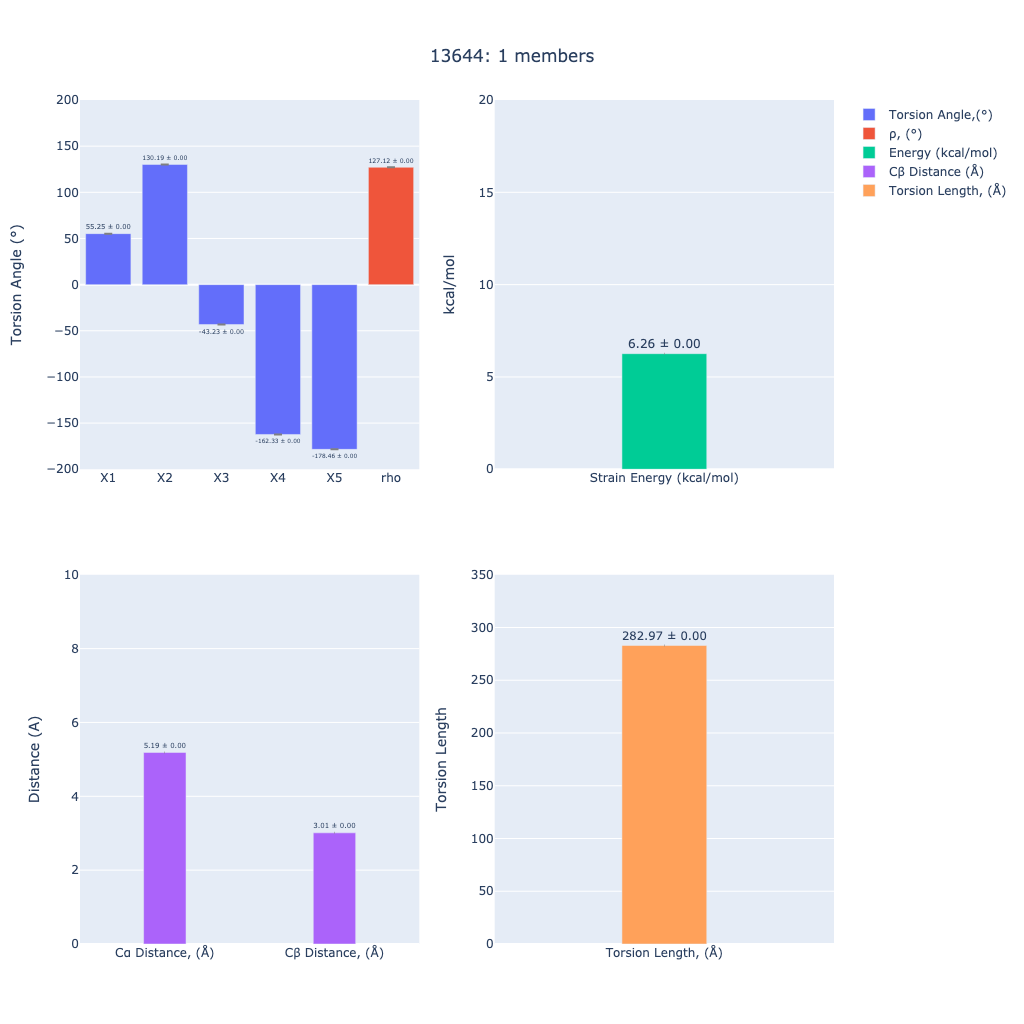 13644: 1 members
Torsion Angle (°)
200
150
100
50
0
−50
−100
−150
−200
55.25 ± 0.00
130.19 ± 0.00
-43.23 ± 0.00
-162.33 ± 0.00
-178.46 ± 0.00
127.12 ± 0.00
X1 X2 X3 X4 X5 rho
kcal/mol
20
15
10
5
0
6.26 ± 0.00
Strain Energy (kcal/mol)
Torsion Angle,(°)
ρ, (°)
Energy (kcal/mol)
Cβ Distance (Å)
Torsion Length, (Å)
Distance (A)
10
8
6
4
2
0
5.19 ± 0.00
3.01 ± 0.00
Cα Distance, (Å) Cβ Distance, (Å)
Torsion Length
350
300
250
200
150
100
50
0
282.97 ± 0.00
Torsion Length, (Å)